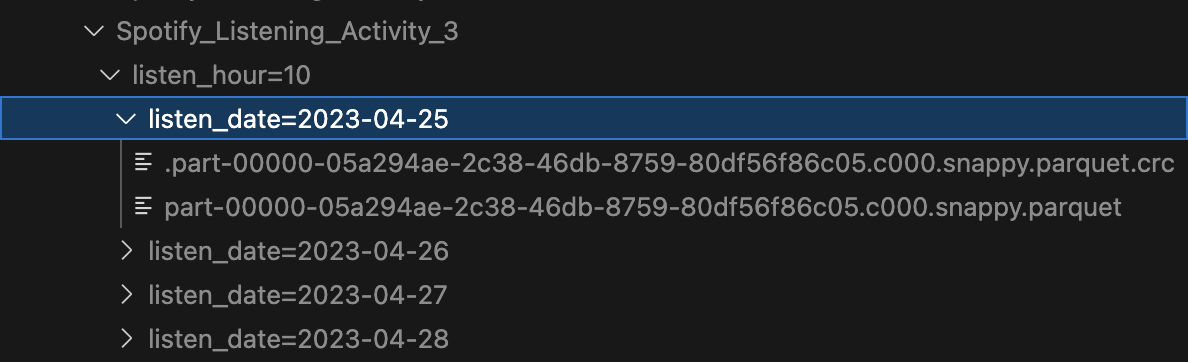 Spotify_Listening_Activity_3
listen_hour=10
listen_date=2023-04-25
.part-00000-05a294ae-2c38-46db-8759-80df56f86c05.c000.snappy.parquet.crc
part-00000-05a294ae-2c38-46db-8759-80df56f86c05.c000.snappy.parquet
listen_date=2023-04-26
listen_date=2023-04-27
listen_date=2023-04-28